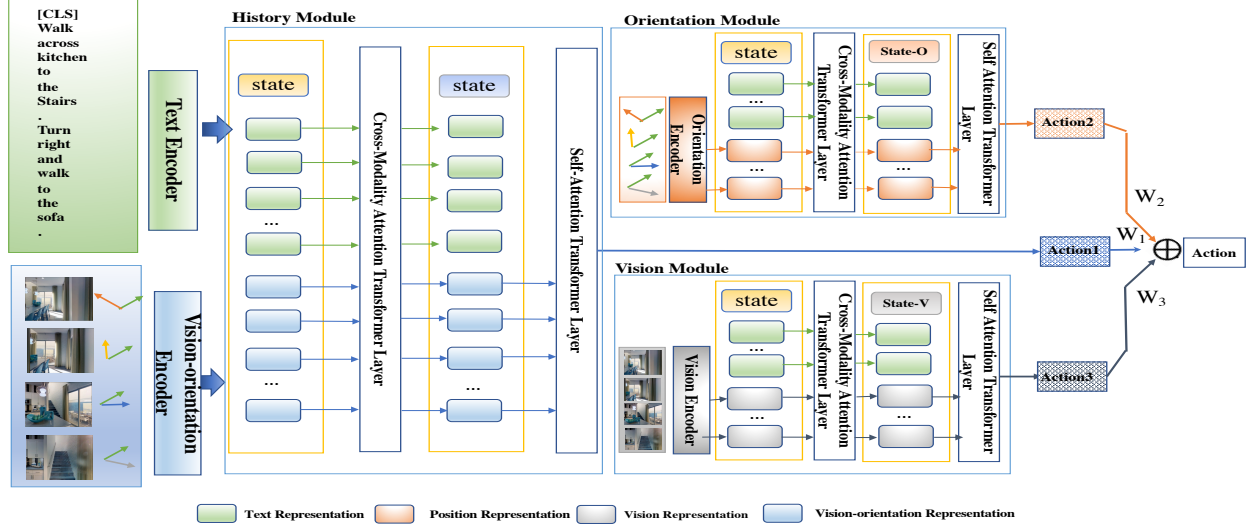 [CLS]
Walk
across
kitchen
to
the
Stairs
.
Turn
right
and
walk
to
the
sofa
.
Text Encoder
Vision-orientation
Encoder
History Module
state
...
...
Cross-Modality Attention Transformer Layer
state
...
...
Self-Attention Transformer Layer
Orientation Module
Orientation
Encoder
state
...
...
Cross-Modality Attention
Transformer Layer
State-O
...
Self Attention Transformer
Layer
Action2
W2
Action1
W1
Vision Module
Vision Encoder
state
...
...
Cross-Modality Attention
Transformer Layer
State-V
...
Self Attention Transformer
Layer
Action3
W3
Action
Text Representation
Position Representation
Vision Representation
Vision-orientation Representation